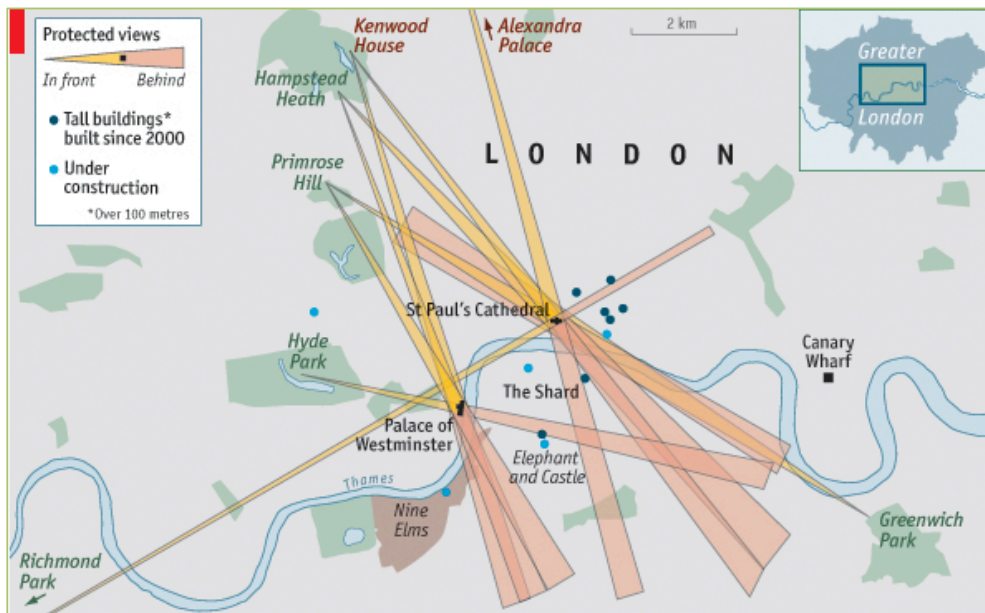 Protected views
In front
Behind
Tall buildings*
built since 2000
Under
construction
*Over 100 metres
Kenwood
House
Alexandra
Palace
2 km
Greater
London
Hampstead
Heath
LONDON
Primrose
Hill
St Paul's Cathedral
Hyde
Park
Canary
Wharf
The Shard
Palace of
Westminster
Elephant
and Castle
Thames
Nine
Elms
Greenwich
Park
Richmond
Park